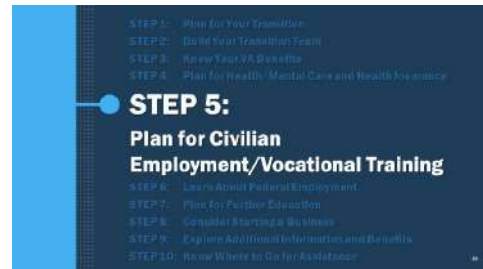 STEP 1: Plan for Your Transition
STEP 2: Build Your Transition Team
STEP 3: Know Your VA Benefits
STEP 4: Plan for Health/Mental Care and Health Insurance
STEP 5:
Plan for Civilian
Employment/Vocational Training
STEP 6: Learn About Federal Employment
STEP 7: Plan for Further Education
STEP 8: Consider Starting a Business
STEP 9: Explore Additional Information and Benefits
STEP 10: Know Where to Go for Assistance